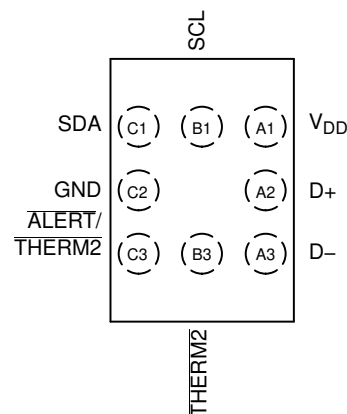 SCL
SDA C1 B1 A1 VDD
GND C2 A2 D+
ALERT/
THERM2 C3 B3 A3 D−
THERM2